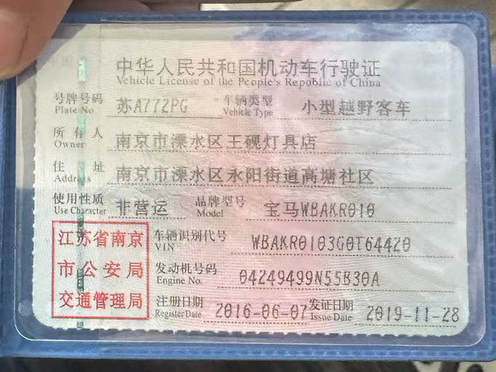 中华人民共和国机动车行驶证
Vehicle License of the People's Republic of China
号牌号码 苏A772PG 车辆类型 小型越野客车
Plate No. Vehicle Type
所有人 南京市溧水区王砚灯具店
Owner
住址 南京市溧水区永阳街道高塘社区
Address
使用性质 非营运 品牌型号 宝马WBAKR010
Use Character Model
江苏省南京
市公安局
交通管理局
车辆识别代号 WBAKR0103G0T64420
VIN
发动机号码 04249499N55B30A
Engine No.
注册日期 2016-06-07 发证日期 2019-11-28
Register Date Issue Date